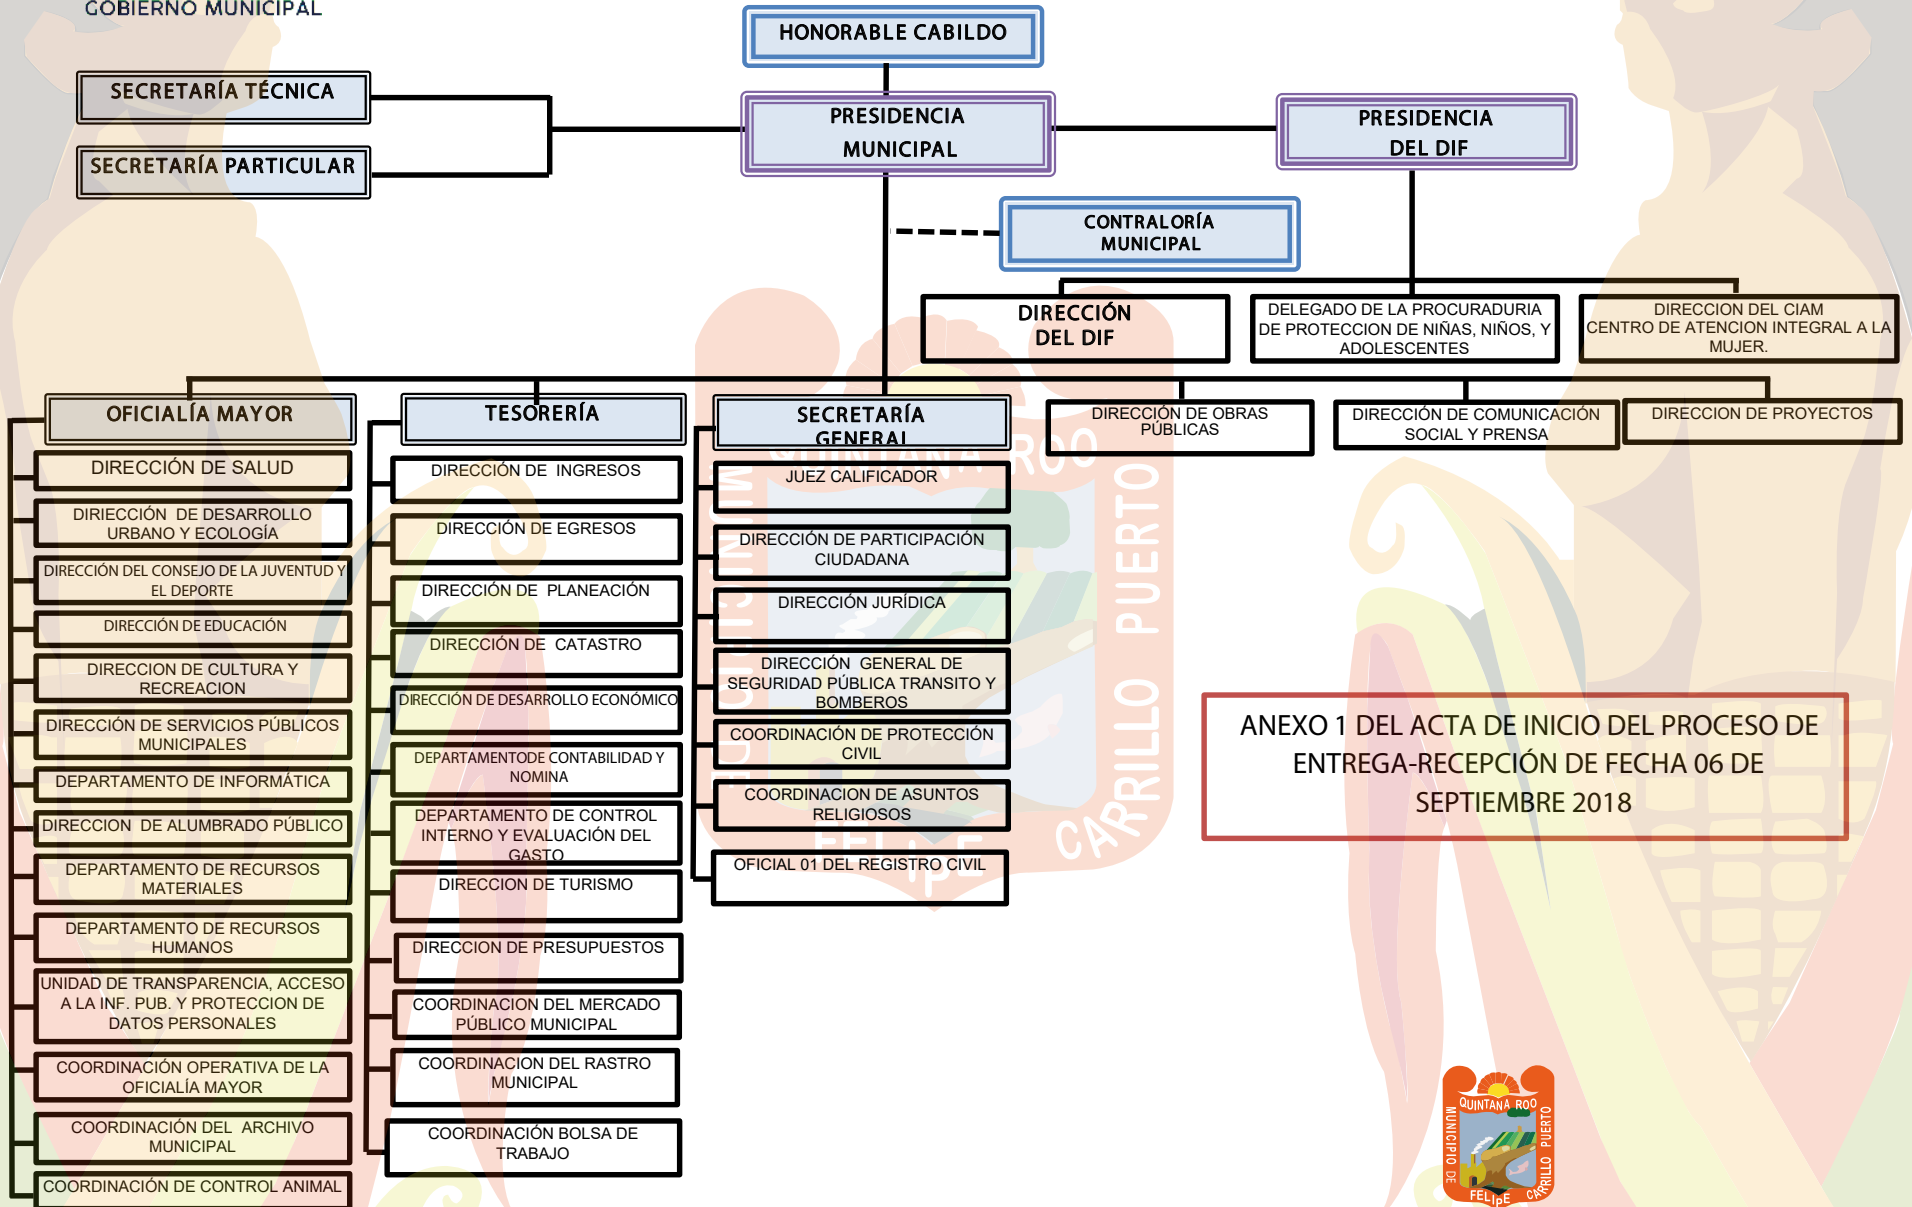 GOBIERNO MUNICIPAL
HONORABLE CABILDO
SECRETARÍA TÉCNICA
SECRETARÍA PARTICULAR
PRESIDENCIA
MUNICIPAL
PRESIDENCIA
DEL DIF
CONTRALORÍA
MUNICIPAL
DIRECCIÓN
DEL DIF
DELEGADO DE LA PROCURADURIA
DE PROTECCION DE NIÑAS, NIÑOS, Y
ADOLESCENTES
DIRECCION DEL CIAM
CENTRO DE ATENCION INTEGRAL A LA
MUJER.
OFICIALÍA MAYOR
DIRECCIÓN DE SALUD
DIRIECCIÓN DE DESARROLLO
URBANO Y ECOLOGÍA
DIRECCIÓN DEL CONSEJO DE LA JUVENTUD Y
EL DEPORTE
DIRECCIÓN DE EDUCACIÓN
DIRECCION DE CULTURA Y
RECREACION
DIRECCIÓN DE SERVICIOS PÚBLICOS
MUNICIPALES
DEPARTAMENTO DE INFORMÁTICA
DIRECCION DE ALUMBRADO PÚBLICO
DEPARTAMENTO DE RECURSOS
MATERIALES
DEPARTAMENTO DE RECURSOS
HUMANOS
UNIDAD DE TRANSPARENCIA, ACCESO
A LA INF. PUB. Y PROTECCION DE
DATOS PERSONALES
COORDINACIÓN OPERATIVA DE LA
OFICIALÍA MAYOR
COORDINACIÓN DEL ARCHIVO
MUNICIPAL
COORDINACIÓN DE CONTROL ANIMAL
TESORERÍA
DIRECCIÓN DE INGRESOS
DIRECCIÓN DE EGRESOS
DIRECCIÓN DE PLANEACIÓN
DIRECCIÓN DE CATASTRO
DIRECCIÓN DE DESARROLLO ECONÓMICO
DEPARTAMENTODE CONTABILIDAD Y
NOMINA
DEPARTAMENTO DE CONTROL
INTERNO Y EVALUACIÓN DEL
GASTO
DIRECCION DE TURISMO
DIRECCION DE PRESUPUESTOS
COORDINACION DEL MERCADO
PÚBLICO MUNICIPAL
COORDINACION DEL RASTRO
MUNICIPAL
COORDINACIÓN BOLSA DE
TRABAJO
SECRETARÍA
GENERAL
JUEZ CALIFICADOR
DIRECCIÓN DE PARTICIPACIÓN
CIUDADANA
DIRECCIÓN JURÍDICA
DIRECCIÓN GENERAL DE
SEGURIDAD PÚBLICA TRANSITO Y
BOMBEROS
COORDINACIÓN DE PROTECCIÓN
CIVIL
COORDINACION DE ASUNTOS
RELIGIOSOS
OFICIAL 01 DEL REGISTRO CIVIL
DIRECCIÓN DE OBRAS
PÚBLICAS
DIRECCIÓN DE COMUNICACIÓN
SOCIAL Y PRENSA
DIRECCION DE PROYECTOS
QUINTANA ROO
MUNICIPIO DE
FELIPE
CARRILLO PUERTO
ANEXO 1 DEL ACTA DE INICIO DEL PROCESO DE
ENTREGA-RECEPCIÓN DE FECHA 06 DE
SEPTIEMBRE 2018
QUINTANA ROO
MUNICIPIO DE
FELIPE
CARRILLO PUERTO